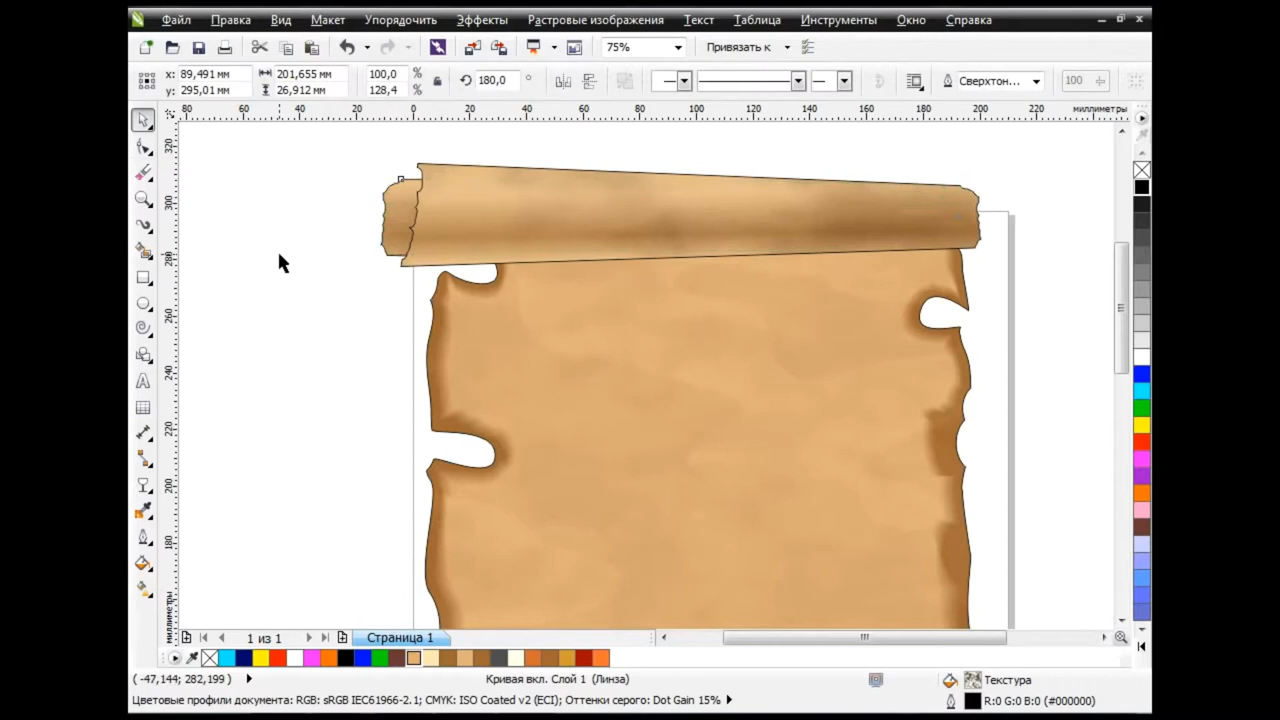 Файл Правка Вид Макет Упорядочить Эффекты Растровые изображения Текст Таблица Инструменты Окно Справка
75% Привязать к
x: 89,491 мм 201,655 мм 100,0 % 180,0 ° Сверхтон... 100
y: 295,01 мм 26,912 мм 128,4 %
80 60 40 20 0 20 40 60 80 100 120 140 160 180 200 220 миллиметры
320
300
280
260
240
220
200
180
миллиметры
1 из 1 Страница 1
( -47,144; 282,199 ) Кривая вкл. Слой 1 (Линза) Текстура
Цветовые профили документа: RGB: sRGB IEC61966-2.1; CMYK: ISO Coated v2 (ECI); Оттенки серого: Dot Gain 15% R:0 G:0 B:0 (#000000)